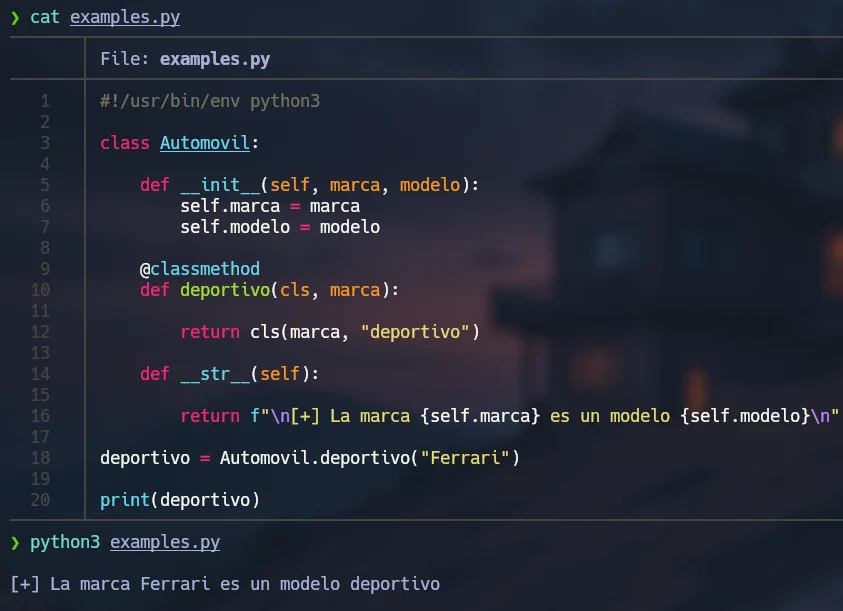 ❯ cat examples.py
File: examples.py
1 #!/usr/bin/env python3
2
3 class Automovil:
4
5     def __init__(self, marca, modelo):
6         self.marca = marca
7         self.modelo = modelo
8
9     @classmethod
10     def deportivo(cls, marca):
11
12         return cls(marca, "deportivo")
13
14     def __str__(self):
15
16         return f"\n[+] La marca {self.marca} es un modelo {self.modelo}\n"
17
18 deportivo = Automovil.deportivo("Ferrari")
19
20 print(deportivo)
❯ python3 examples.py
[+] La marca Ferrari es un modelo deportivo